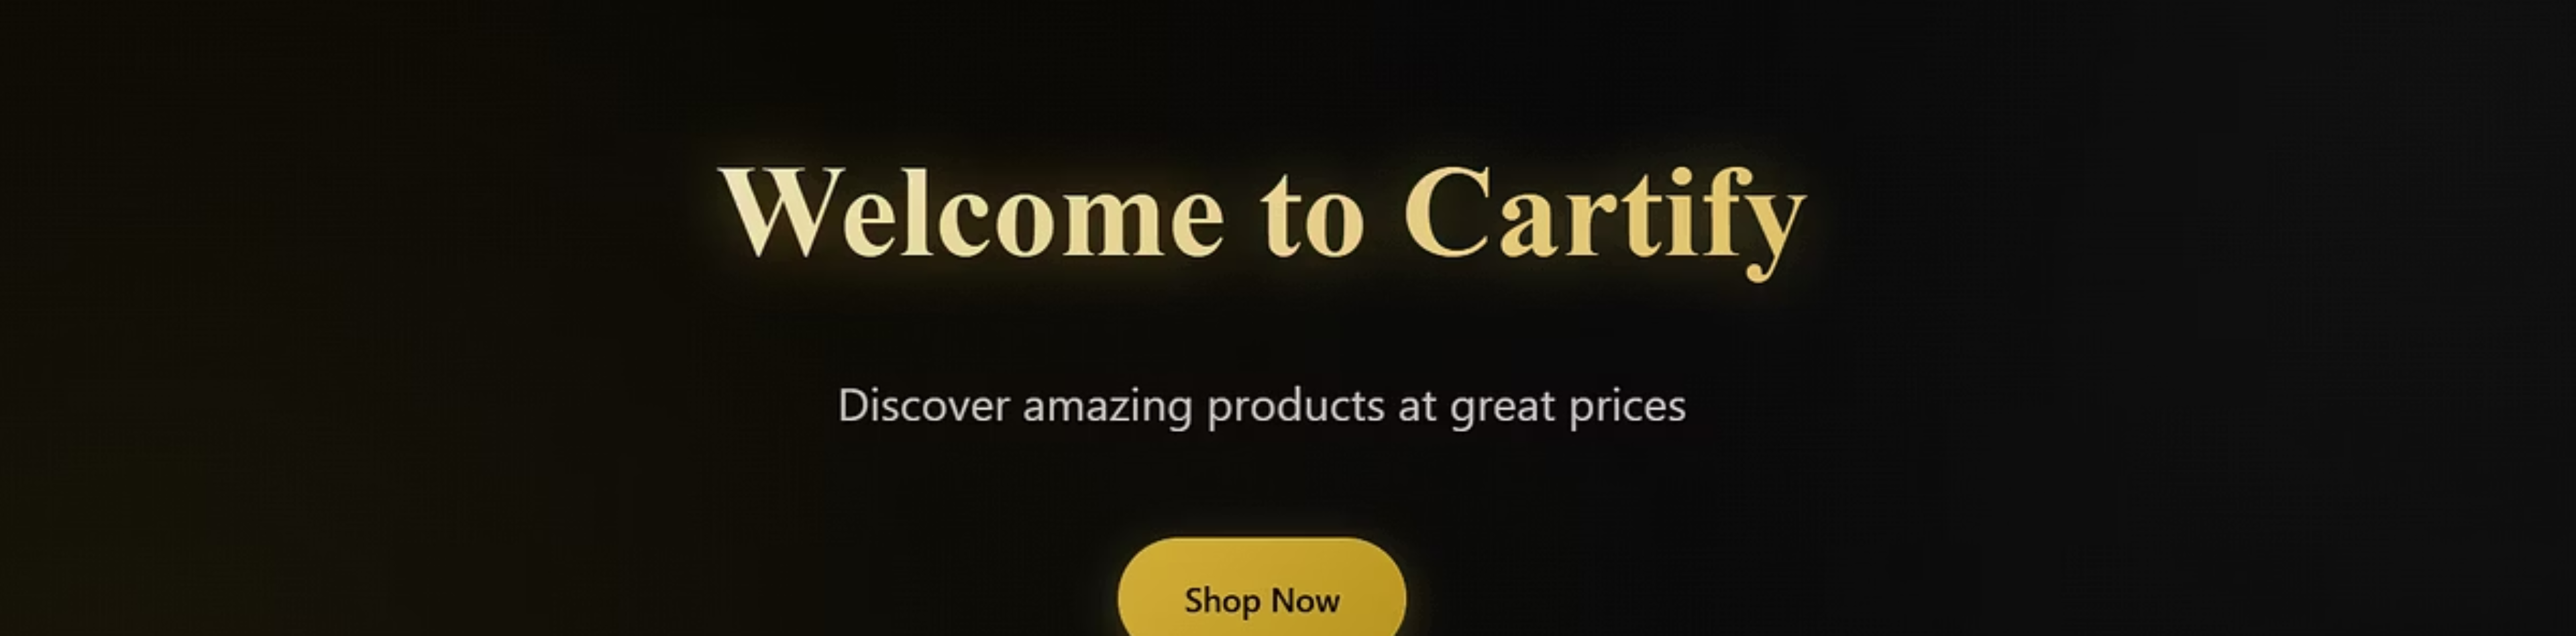 Welcome to Cartify
Discover amazing products at great prices
Shop Now